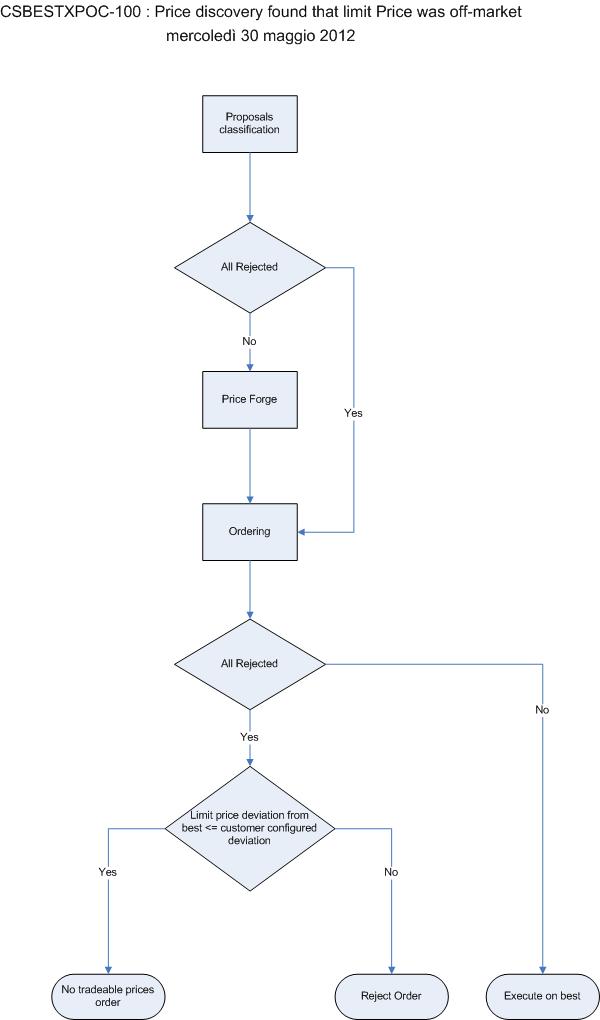 CSBESTXPOC-100 : Price discovery found that limit Price was off-market
mercoledì 30 maggio 2012
Proposals
classification
All Rejected
No
Price Forge
Yes
Ordering
All Rejected
No
Yes
Limit price deviation from
best <= customer configured
deviation
Yes
No
No tradeable prices
order
Reject Order
Execute on best